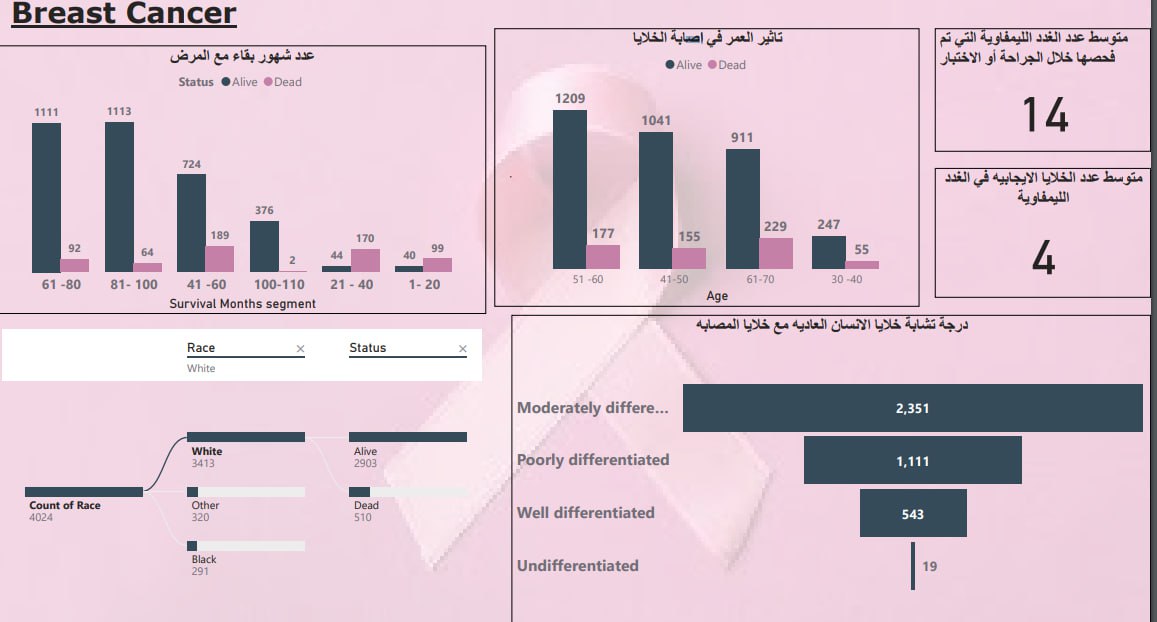 Breast Cancer
عدد شهور بقاء مع المرض
Status Alive Dead
1111
1113
724
376
92
64
189
2
44
170
40
99
61 -80
81- 100
41 -60
100-110
21 - 40
1- 20
Survival Months segment
تاثير العمر في إصابة الخلايا
Alive Dead
1209
1041
911
247
177
155
229
55
51 -60
41-50
61-70
30 -40
Age
متوسط عدد الغدد الليمفاوية التي تم
فحصها خلال الجراحة أو الاختبار
14
متوسط عدد الخلايا الايجابيه في الغدد
الليمفاوية
4
Race ×
Status ×
White
Count of Race
4024
White
3413
Other
320
Black
291
Alive
2903
Dead
510
درجة تشابة خلايا الانسان العاديه مع خلايا المصابه
Moderately differe... 2,351
Poorly differentiated 1,111
Well differentiated 543
Undifferentiated 19